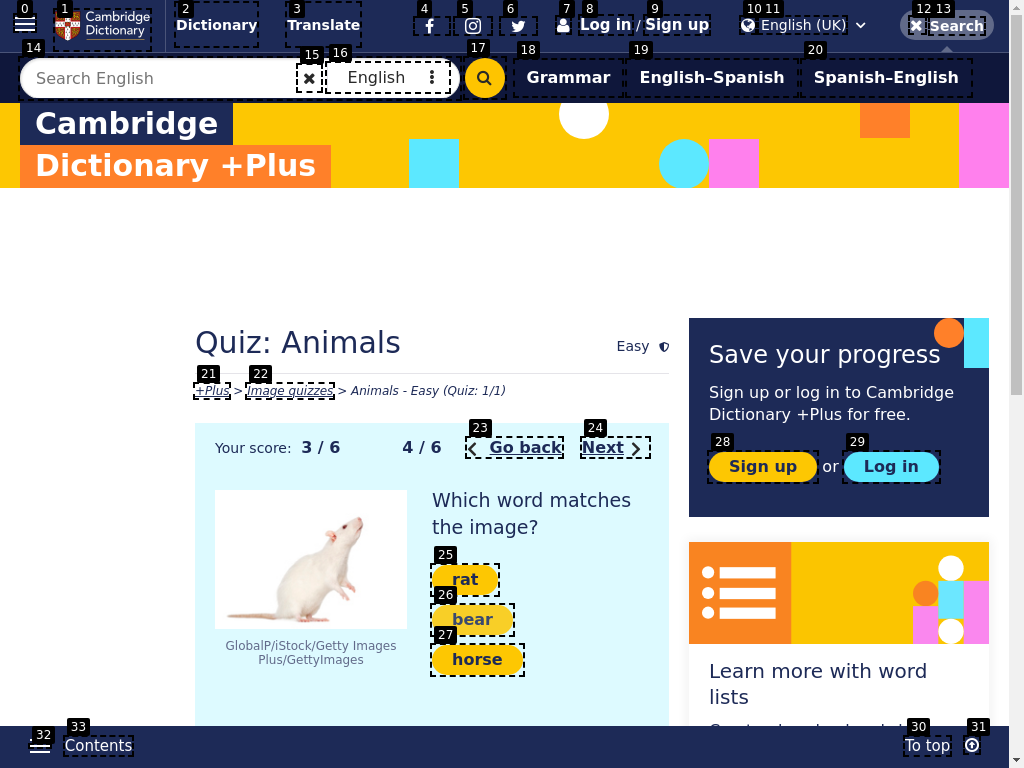 0 1 2 3 4 5 6 7 8 9 10 11 12 13
Cambridge Dictionary
Dictionary Translate Log in / Sign up English (UK) Search
14 15 16 17 18 19 20
Search English English Grammar English–Spanish Spanish–English
Cambridge
Dictionary +Plus
Quiz: Animals Easy
21 22
+Plus > Image quizzes > Animals - Easy (Quiz: 1/1)
23 24
Your score: 3 / 6 4 / 6 Go back Next
Which word matches
the image?
25
rat
26
bear
27
horse
GlobalP/iStock/Getty Images
Plus/GettyImages
Save your progress
Sign up or log in to Cambridge
Dictionary +Plus for free.
28 29
Sign up or Log in
Learn more with word
lists
32 33 30 31
Contents To top